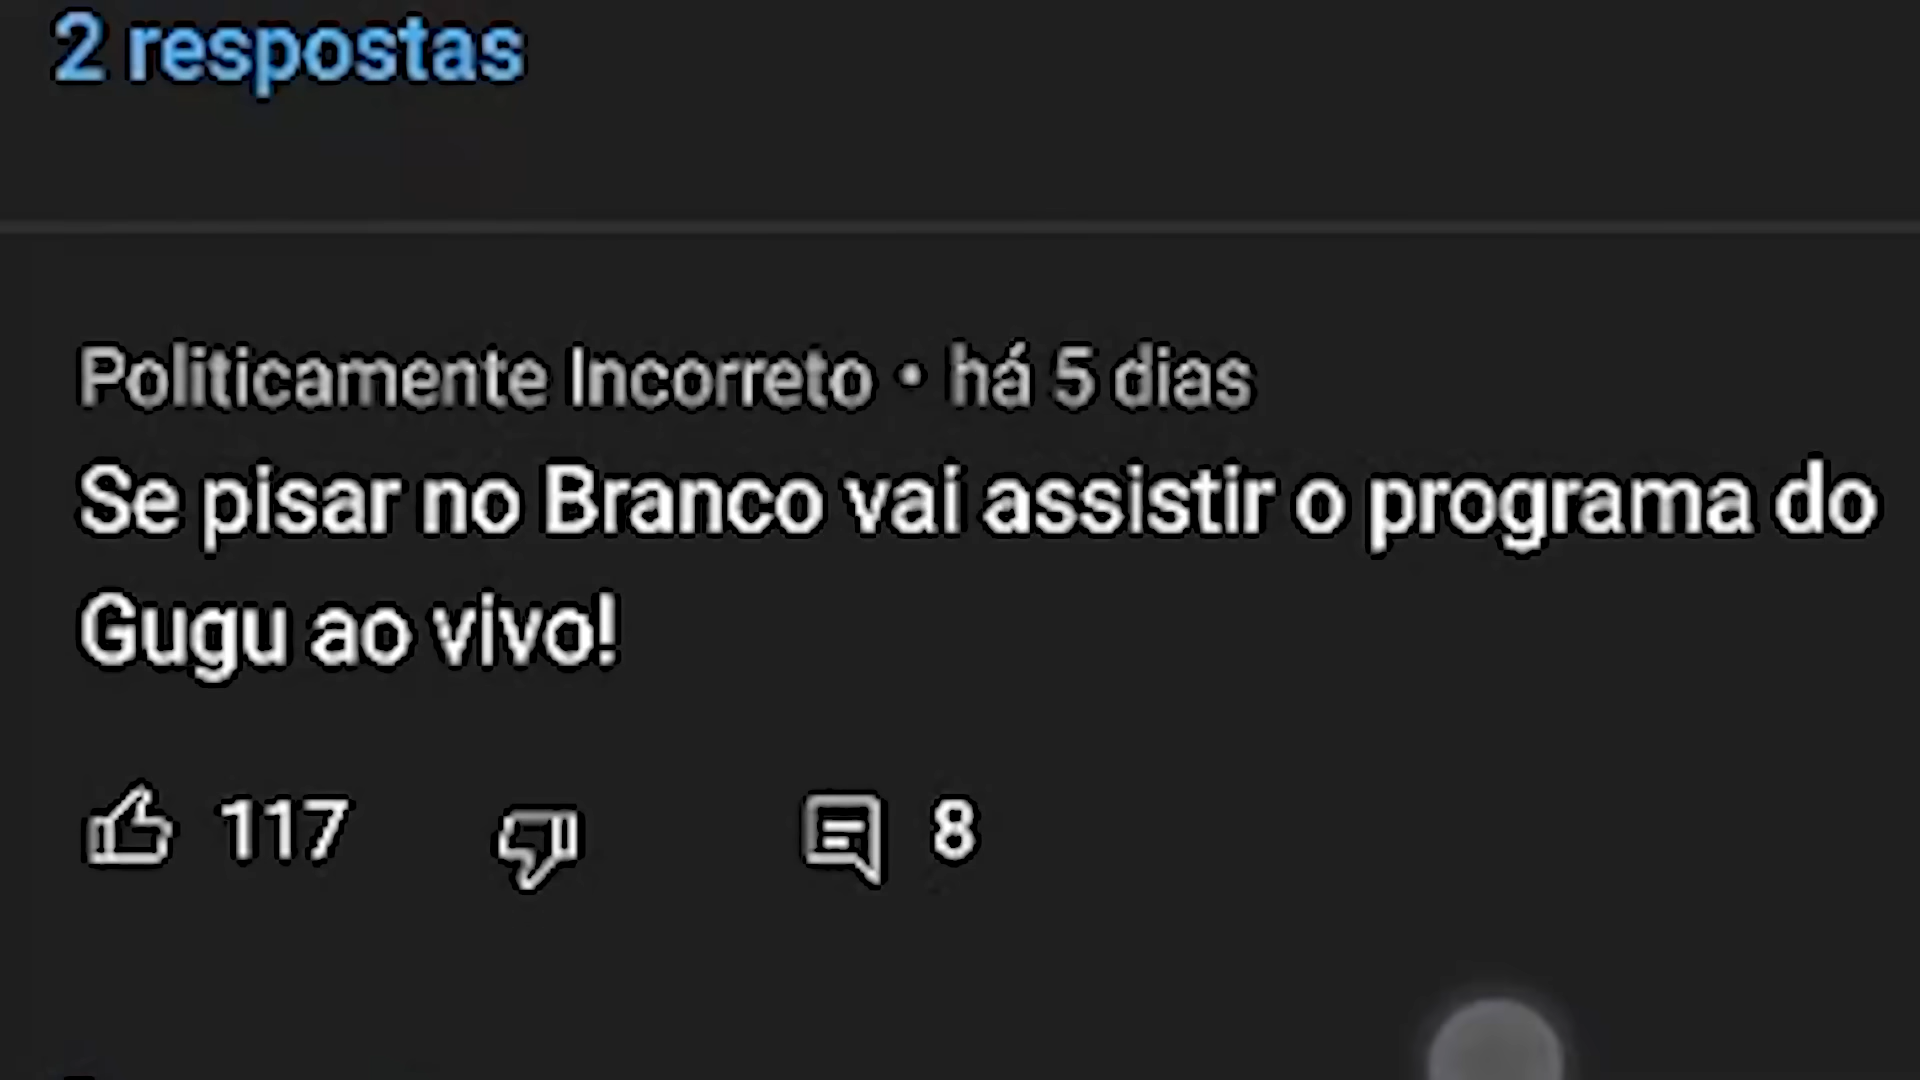 2 respostas
Politicamente Incorreto • há 5 dias
Se pisar no Branco vai assistir o programa do
Gugu ao vivo!
117 8